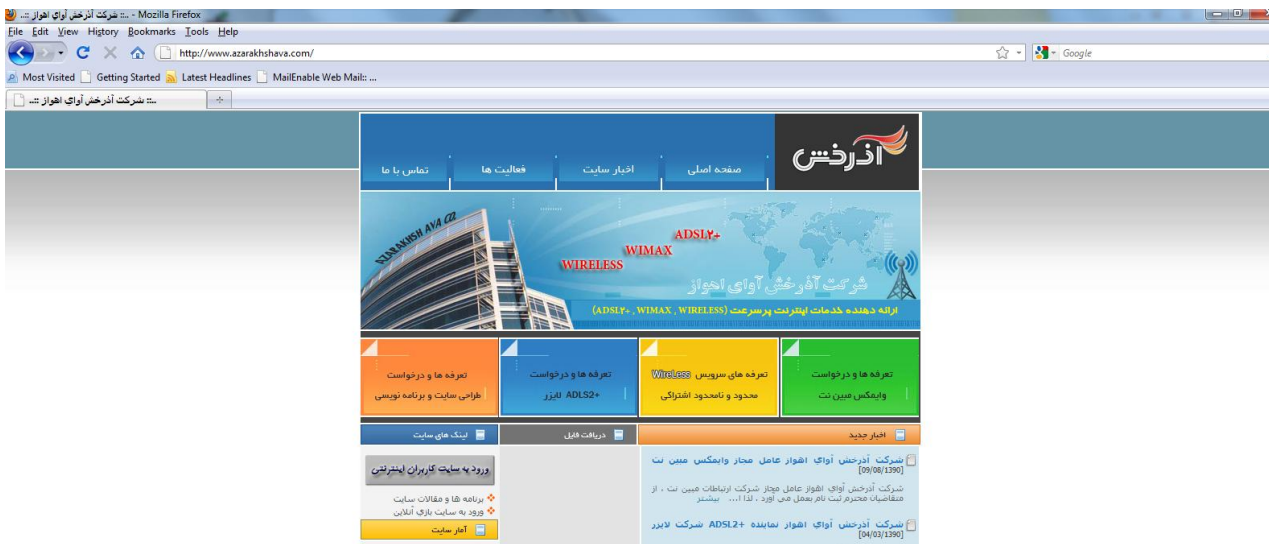 ..:: شرکت آذرخش آوای اهواز ::.. - Mozilla Firefox
File Edit View History Bookmarks Tools Help
http://www.azarakhshava.com/
Google
Most Visited Getting Started Latest Headlines MailEnable Web Mail:: ...
..:: شرکت آذرخش آوای اهواز ::..
آذرخش
صفحه اصلی
اخبار سایت
فعالیت ها
تماس با ما
AZARAKHSH AVA CO
ADSL۲+
WIMAX
WIRELESS
شرکت آذرخش آوای اهواز
ارائه دهنده خدمات اینترنت پرسرعت (ADSL۲+ , WIMAX , WIRELESS)
تعرفه ها و درخواست
وایمکس مبین نت
تعرفه های سرویس WireLess
محدود و نامحدود اشتراکی
تعرفه ها و درخواست
ADLS2+ لایزر
تعرفه ها و درخواست
طراحی سایت و برنامه نویسی
اخبار جدید
دریافت فایل
لینک های سایت
شرکت آذرخش آوای اهواز عامل مجاز وایمکس مبین نت
[09/08/1390]
شرکت آذرخش آوای اهواز عامل مجاز شرکت ارتباطات مبین نت ، از
متقاضیان محترم ثبت نام بعمل می آورد ، لذا ا... بیشتر
شرکت آذرخش آوای اهواز نماینده +ADSL2 شرکت لایزر
[04/03/1390]
ورود به سایت کاربران اینترنتی
برنامه ها و مقالات سایت
ورود به سایت بازی آنلاین
آمار سایت